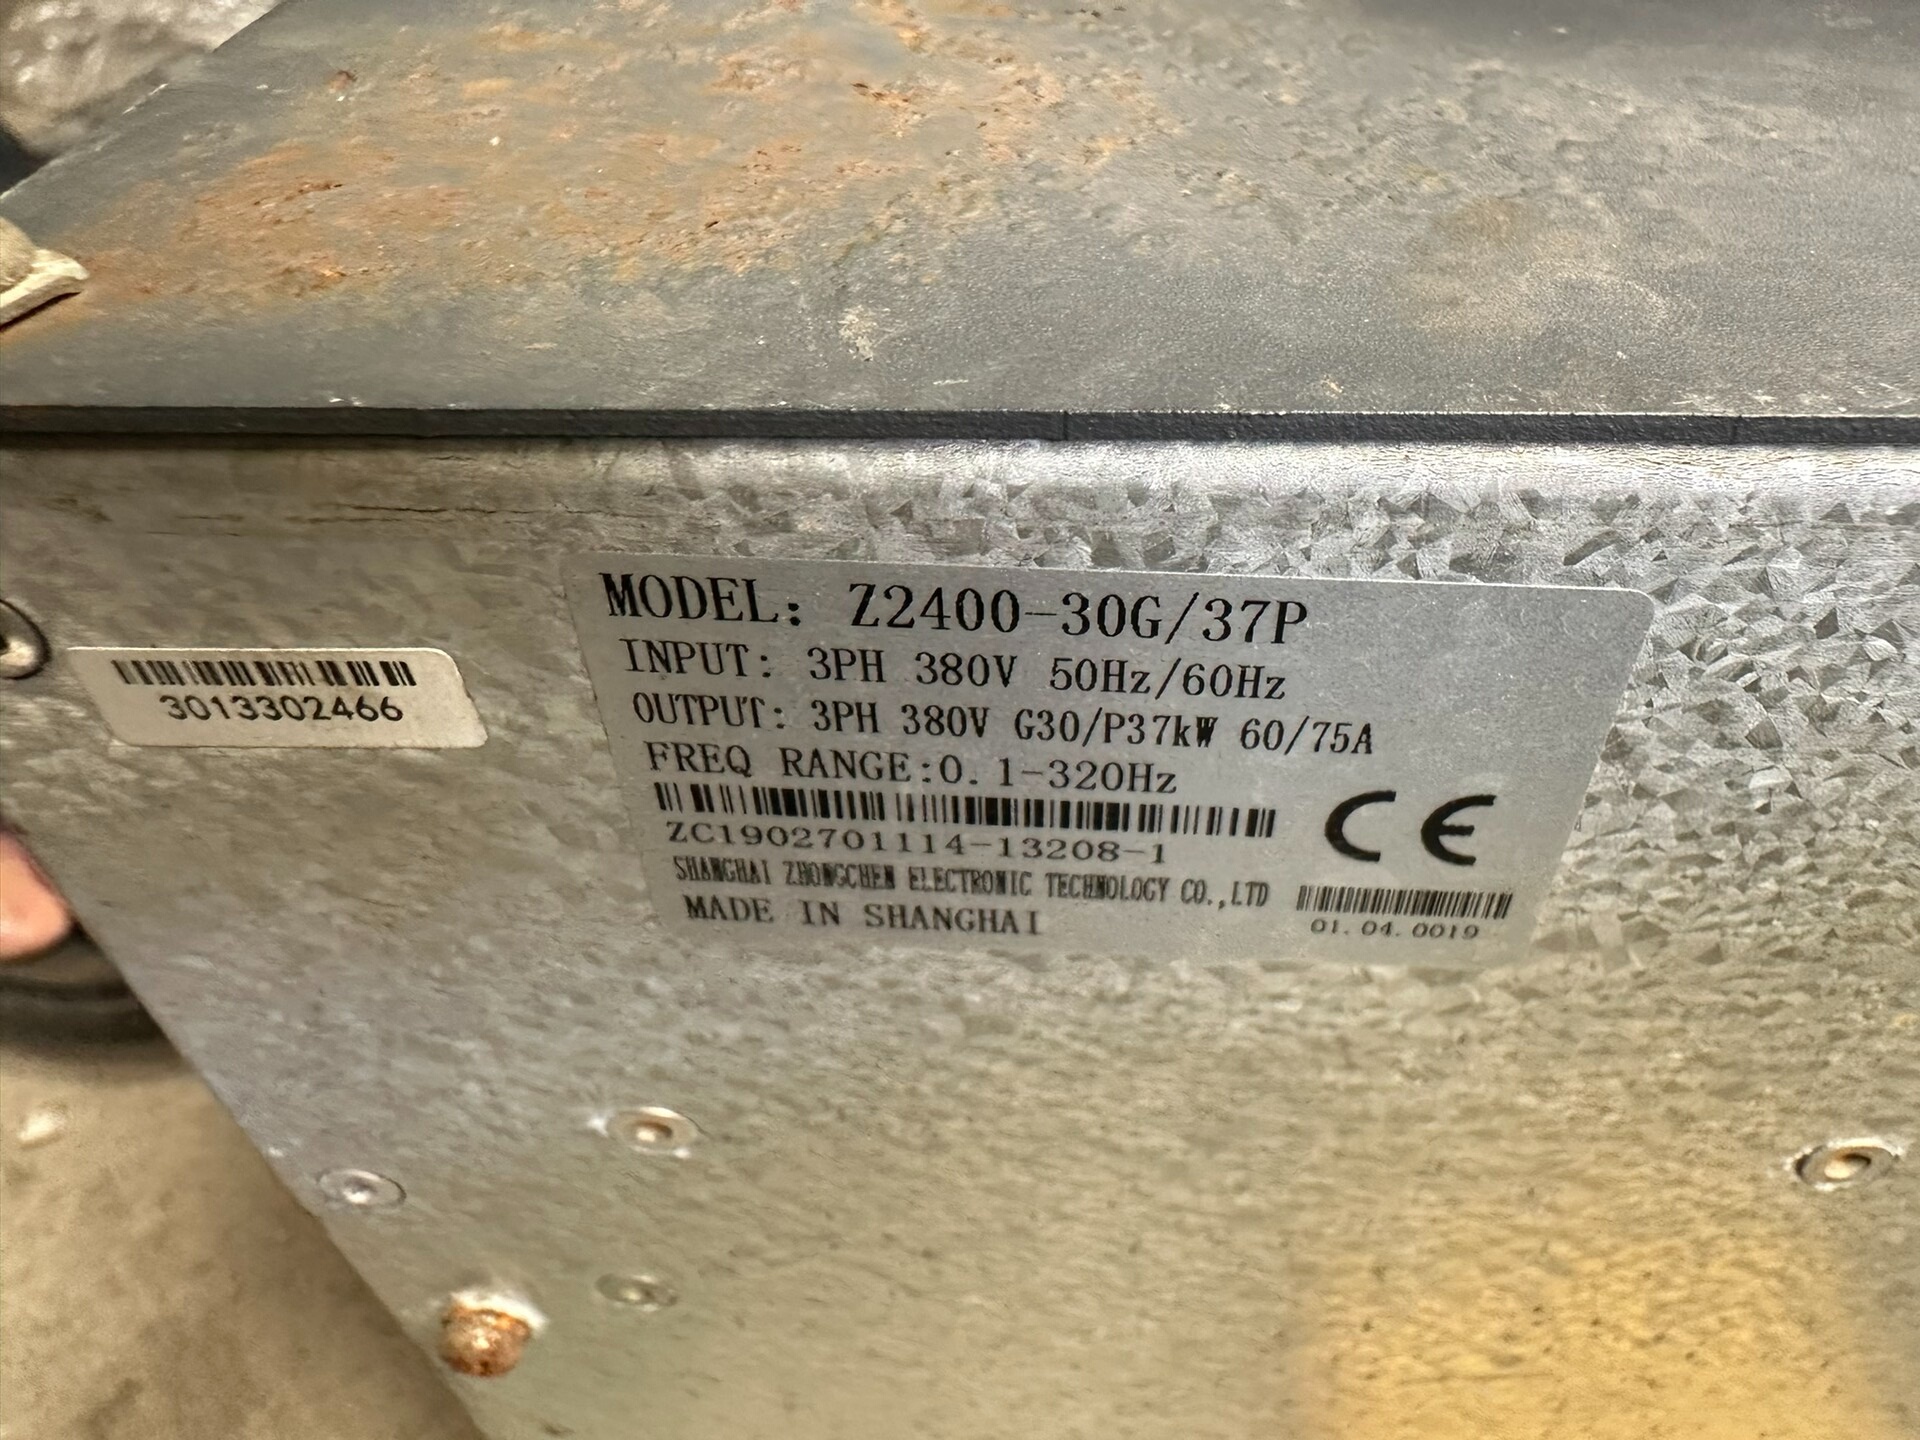 MODEL: Z2400-30G/37P
INPUT: 3PH 380V 50Hz/60Hz
OUTPUT: 3PH 380V G30/P37kW 60/75A
FREQ RANGE:0.1-320Hz
ZC1902701114-13208-1
CE
SHANGHAI ZHONGCHEN ELECTRONIC TECHNOLOGY CO.,LTD
MADE IN SHANGHAI
01.04.0019
3013302466